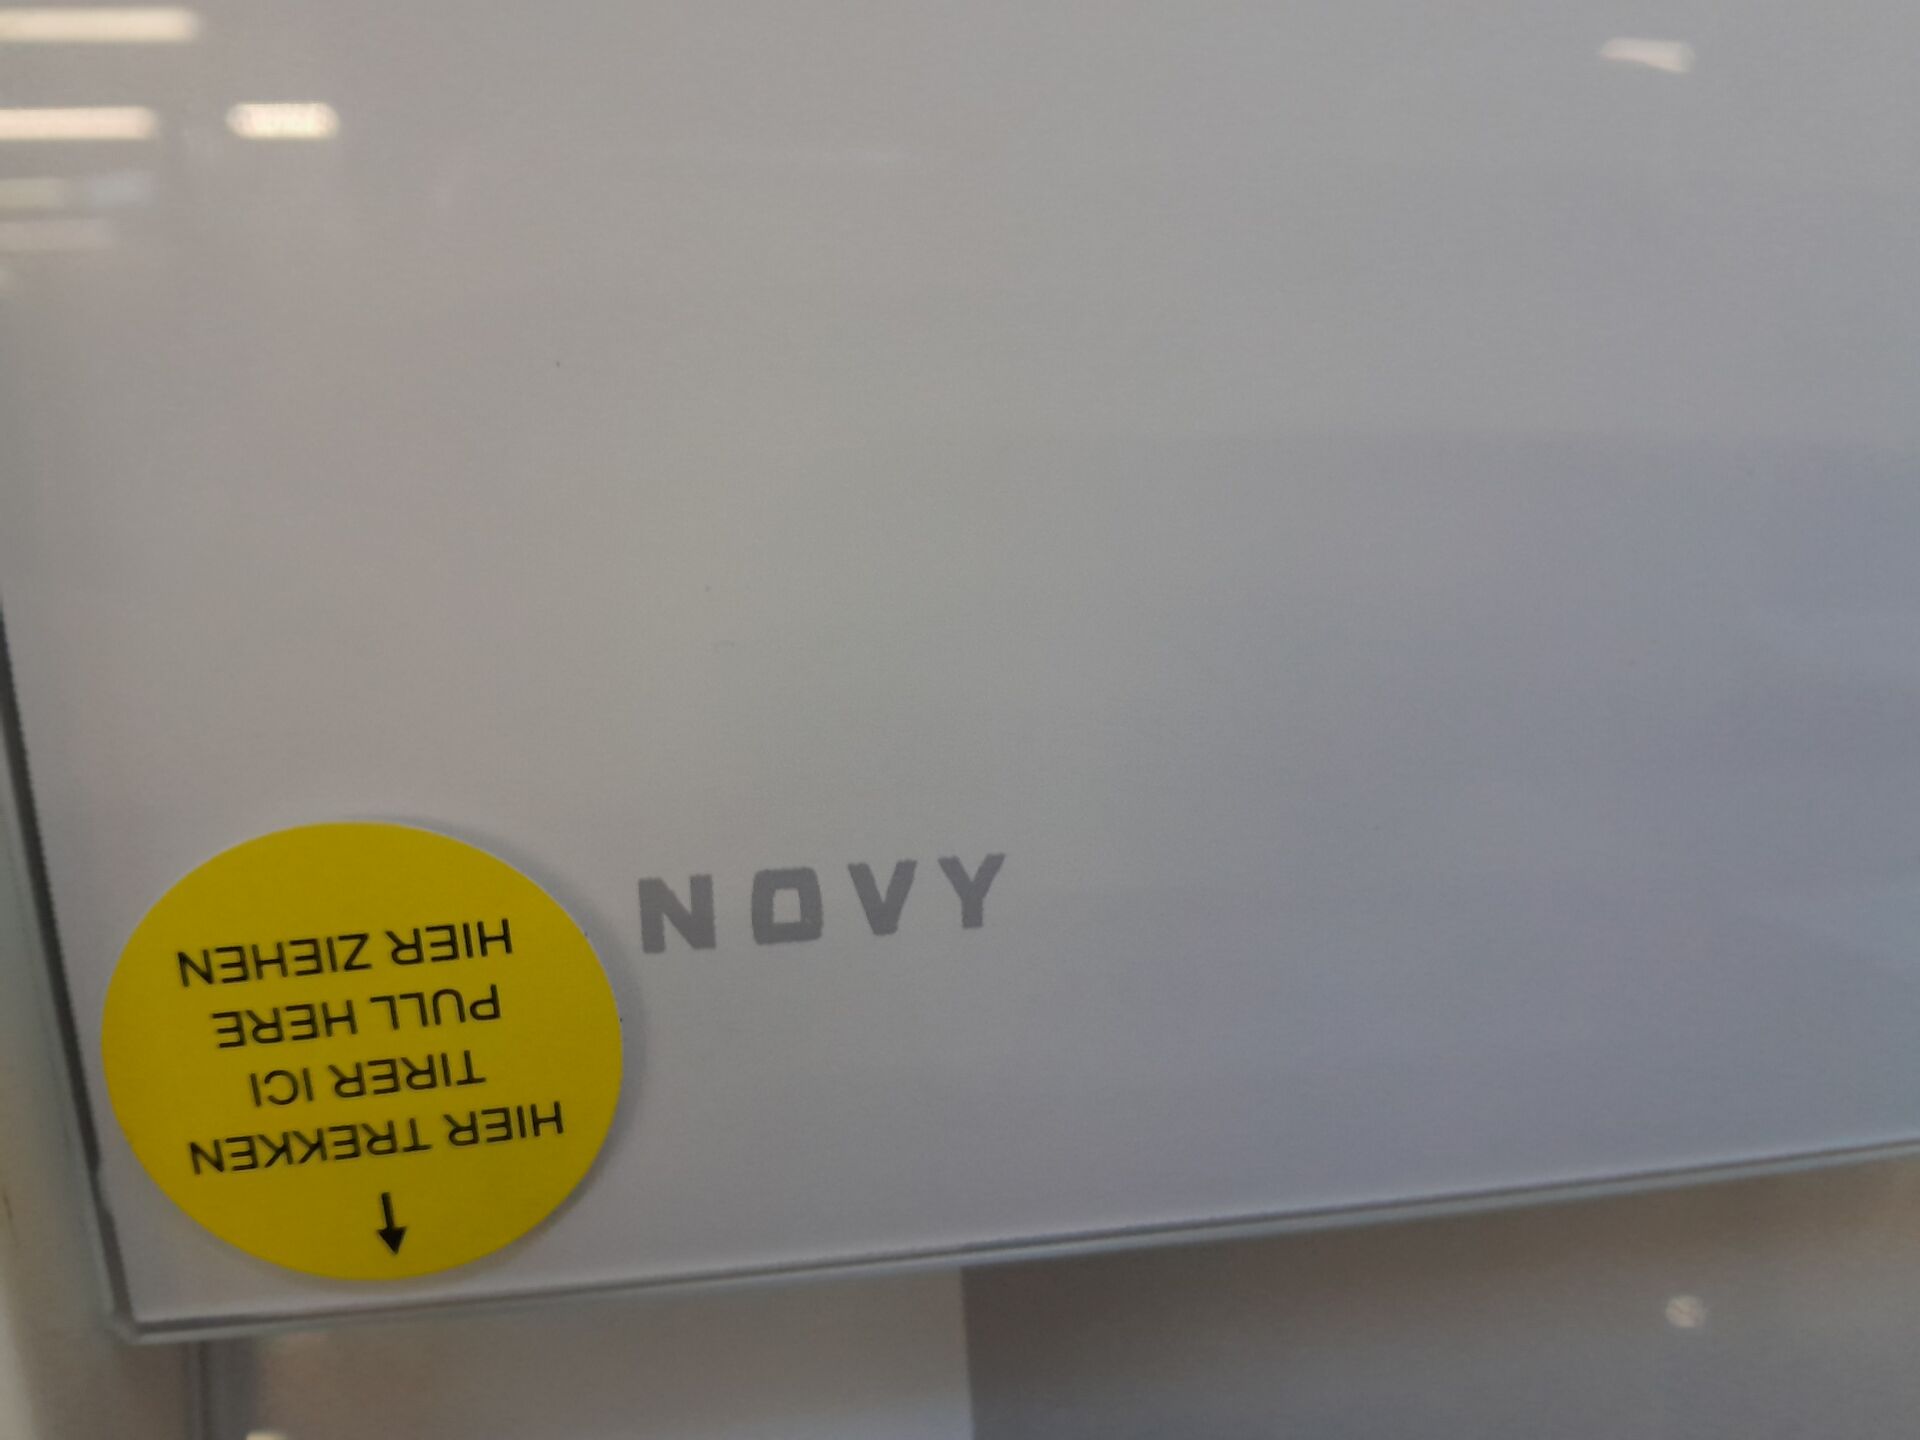 NOVY
HIER TREKKEN
TIRER ICI
PULL HERE
HIER ZIEHEN